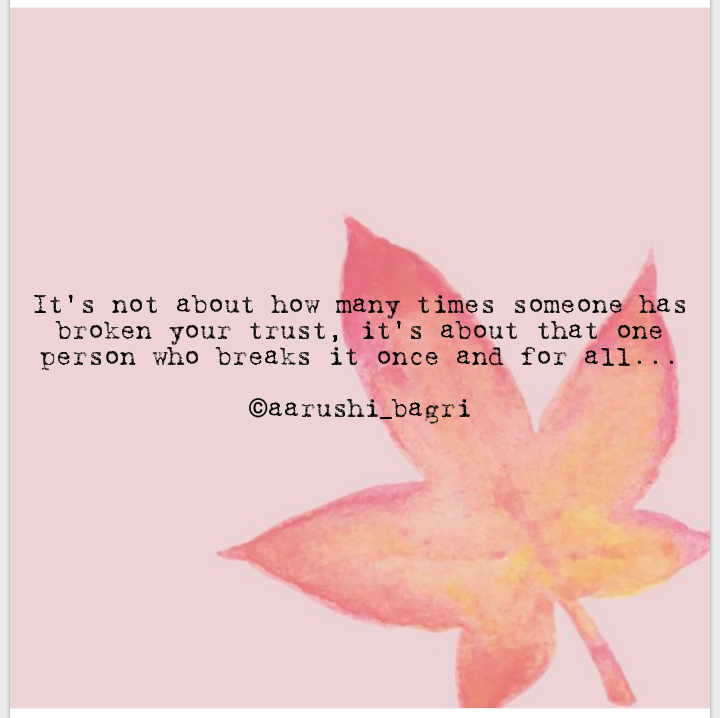 It's not about how many times someone has
broken your trust, it's about that one
person who breaks it once and for all...
©aarushi_bagri